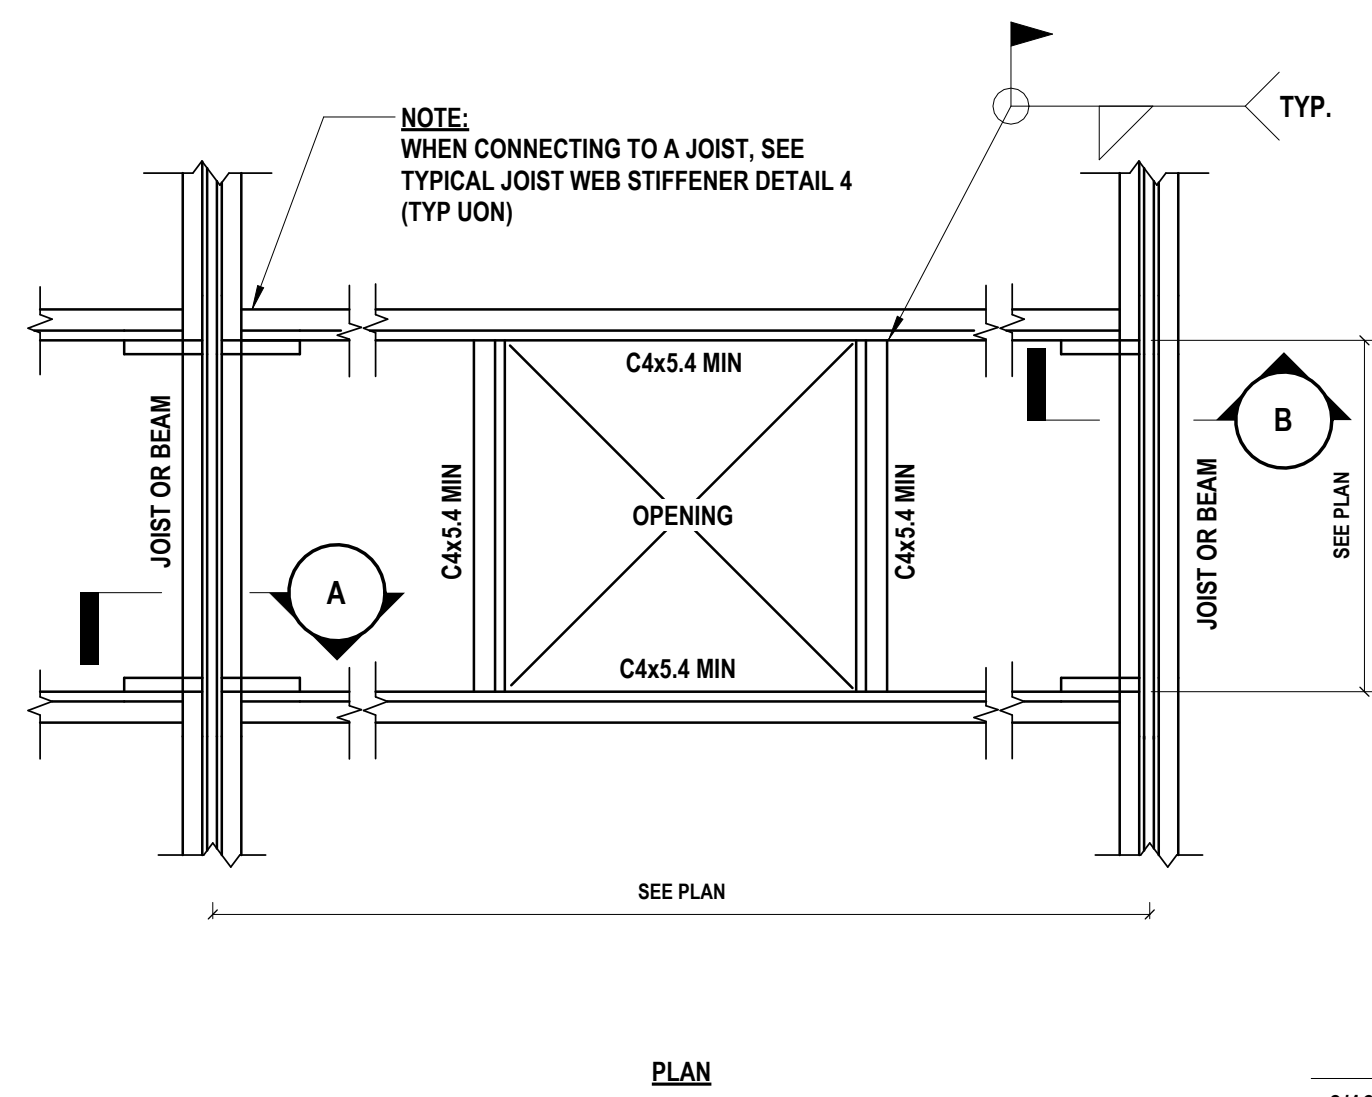 NOTE:
WHEN CONNECTING TO A JOIST, SEE
TYPICAL JOIST WEB STIFFENER DETAIL 4
(TYP UON)
TYP.
C4x5.4 MIN
JOIST OR BEAM
C4x5.4 MIN
OPENING
C4x5.4 MIN
JOIST OR BEAM
B
SEE PLAN
A
C4x5.4 MIN
SEE PLAN
PLAN